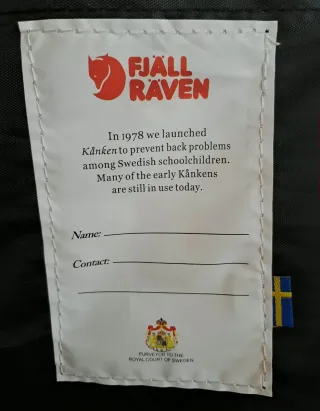 FJÄLL
RÄVEN
In 1978 we launched
Kånken to prevent back problems
among Swedish schoolchildren.
Many of the early Kånkens
are still in use today.
Name:
Contact:
SURVEYOR TO THE
ROYAL COURT OF SWEDEN